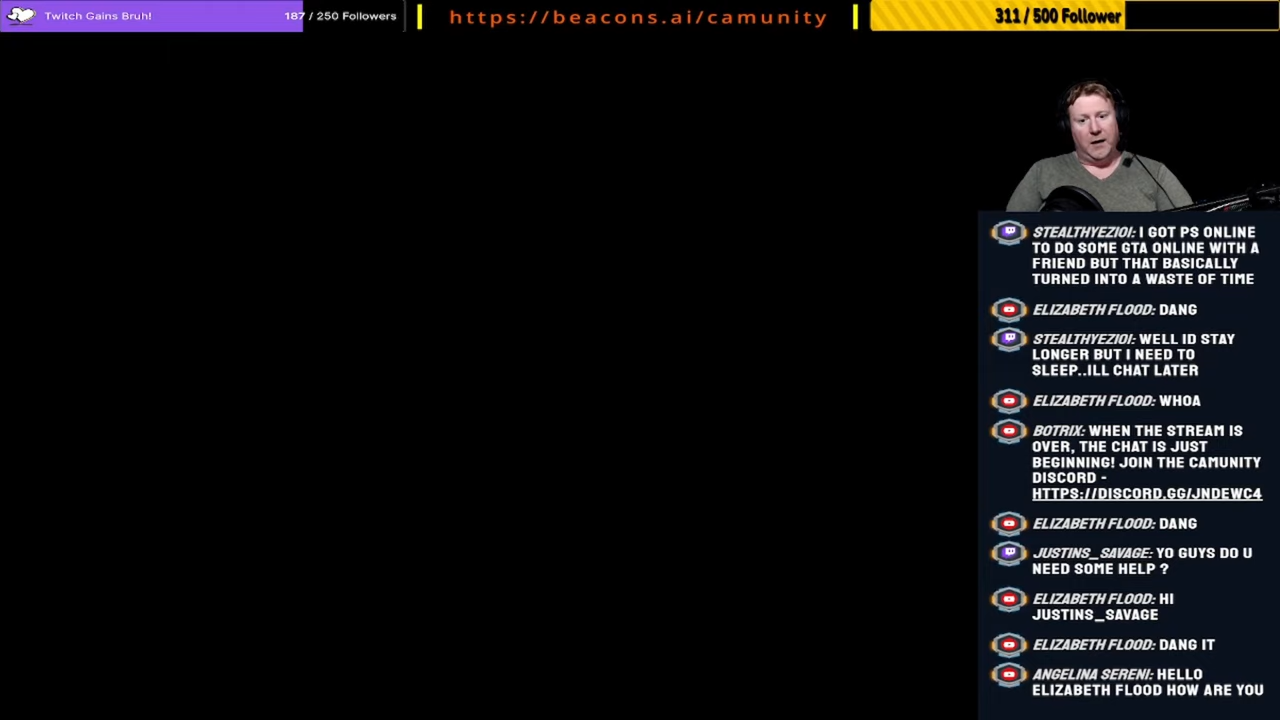 Twitch Gains Bruh!
187 / 250 Followers
https://beacons.ai/camunity
311 / 500 Follower
STEALTHYEZIOI: I GOT PS ONLINE
TO DO SOME GTA ONLINE WITH A
FRIEND BUT THAT BASICALLY
TURNED INTO A WASTE OF TIME
ELIZABETH FLOOD: DANG
STEALTHYEZIOI: WELL ID STAY
LONGER BUT I NEED TO
SLEEP..ILL CHAT LATER
ELIZABETH FLOOD: WHOA
BOTRIX: WHEN THE STREAM IS
OVER, THE CHAT IS JUST
BEGINNING! JOIN THE CAMUNITY
DISCORD -
HTTPS://DISCORD.GG/JNDEWC4
ELIZABETH FLOOD: DANG
JUSTINS_SAVAGE: YO GUYS DO U
NEED SOME HELP ?
ELIZABETH FLOOD: HI
JUSTINS_SAVAGE
ELIZABETH FLOOD: DANG IT
ANGELINA SERENI: HELLO
ELIZABETH FLOOD HOW ARE YOU